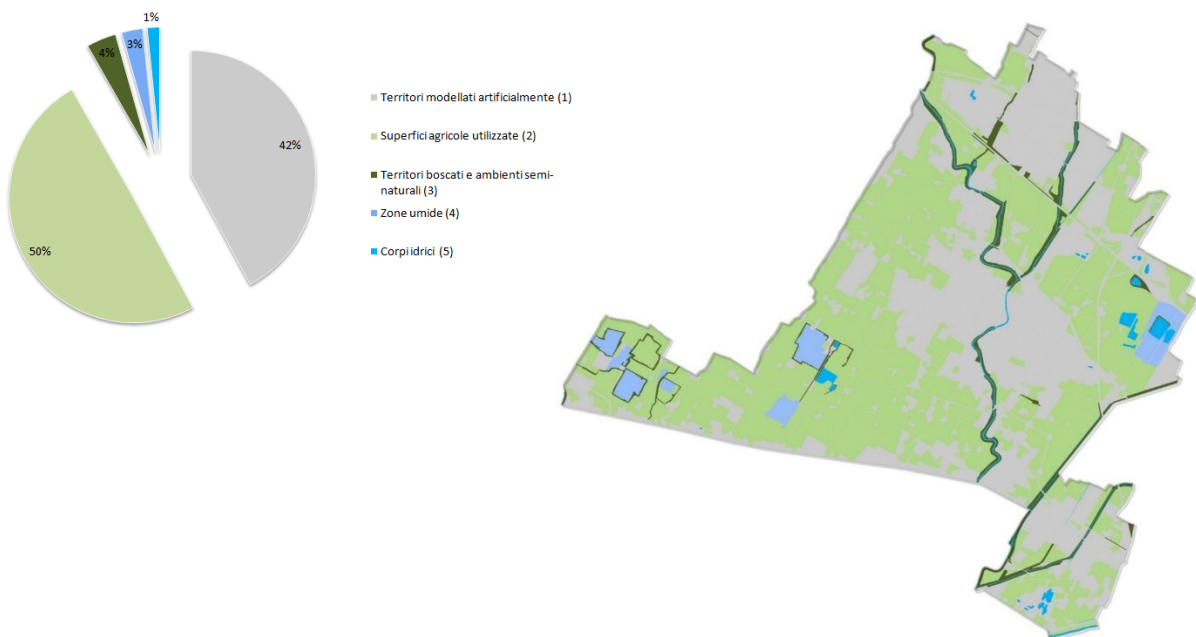 1%
4%
3%
42%
50%
Territori modellati artificialmente (1)
Superfici agricole utilizzate (2)
Territori boscati e ambienti semi-
naturali (3)
Zone umide (4)
Corpi idrici (5)